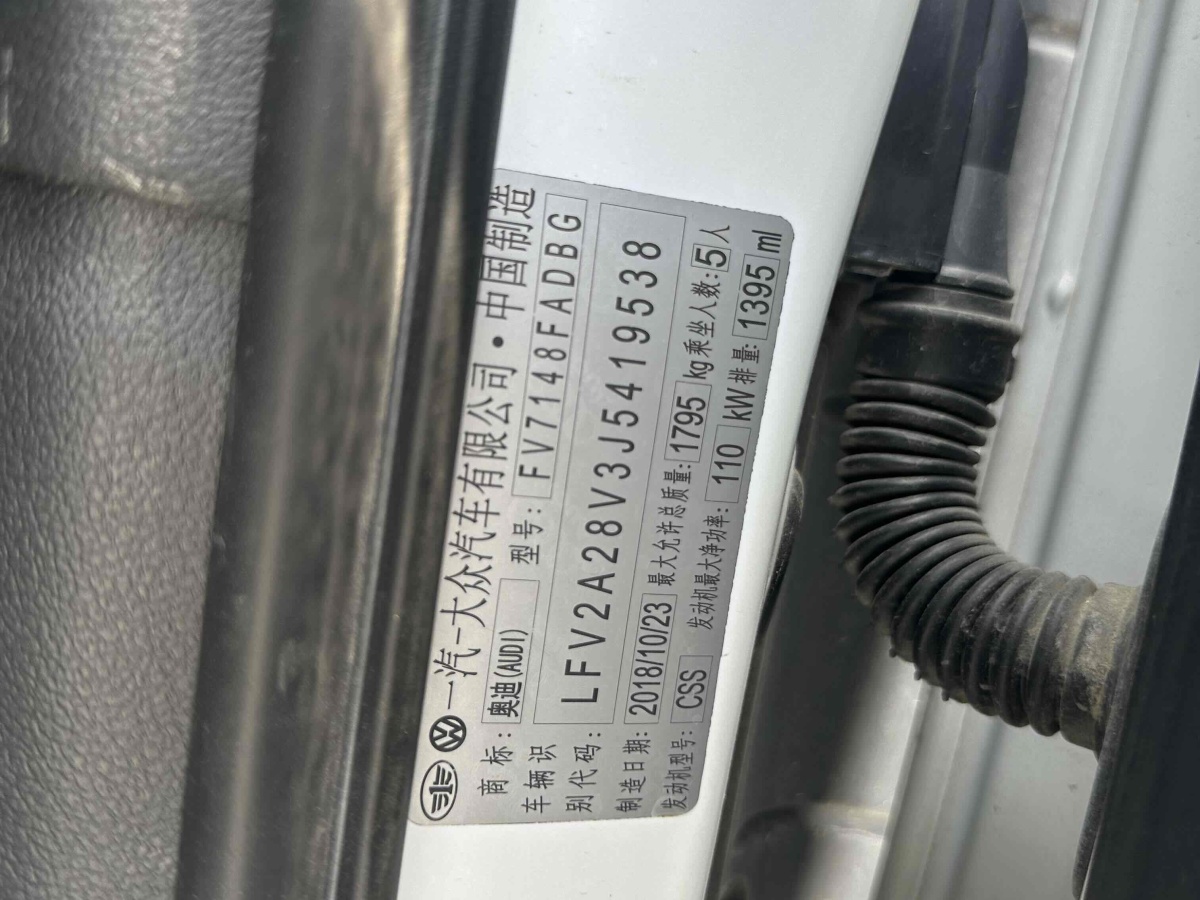 一汽-大众汽车有限公司·中国制造
商标: 奥迪(AUDI) 型号: FV7148FADBG
车辆识别代码: LFV2A28V3J5419538
制造日期: 2018/10/23 最大允许总质量: 1795 kg 乘坐人数: 5 人
发动机型号: CSS 发动机最大净功率: 110 kW 排量: 1395 ml